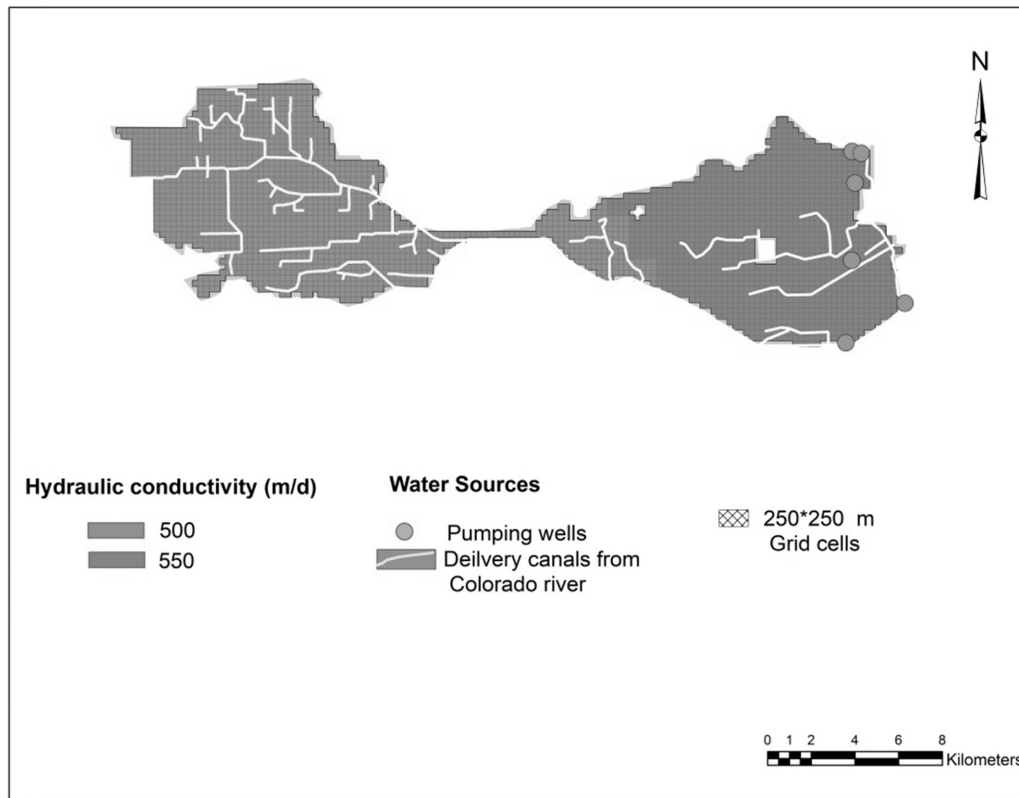 N
Hydraulic conductivity (m/d)
500
550
Water Sources
Pumping wells
Deilvery canals from
Colorado river
250*250 m
Grid cells
0 1 2 4 6 8
Kilometers